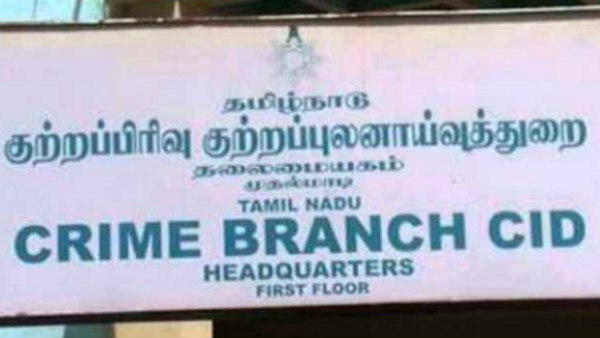 தமிழ்நாடு
குற்றப்பிரிவு குற்றப்புலனாய்வுத்துறை
தலைமையகம்
முதல்மாடி
TAMIL NADU
CRIME BRANCH CID
HEADQUARTERS
FIRST FLOOR